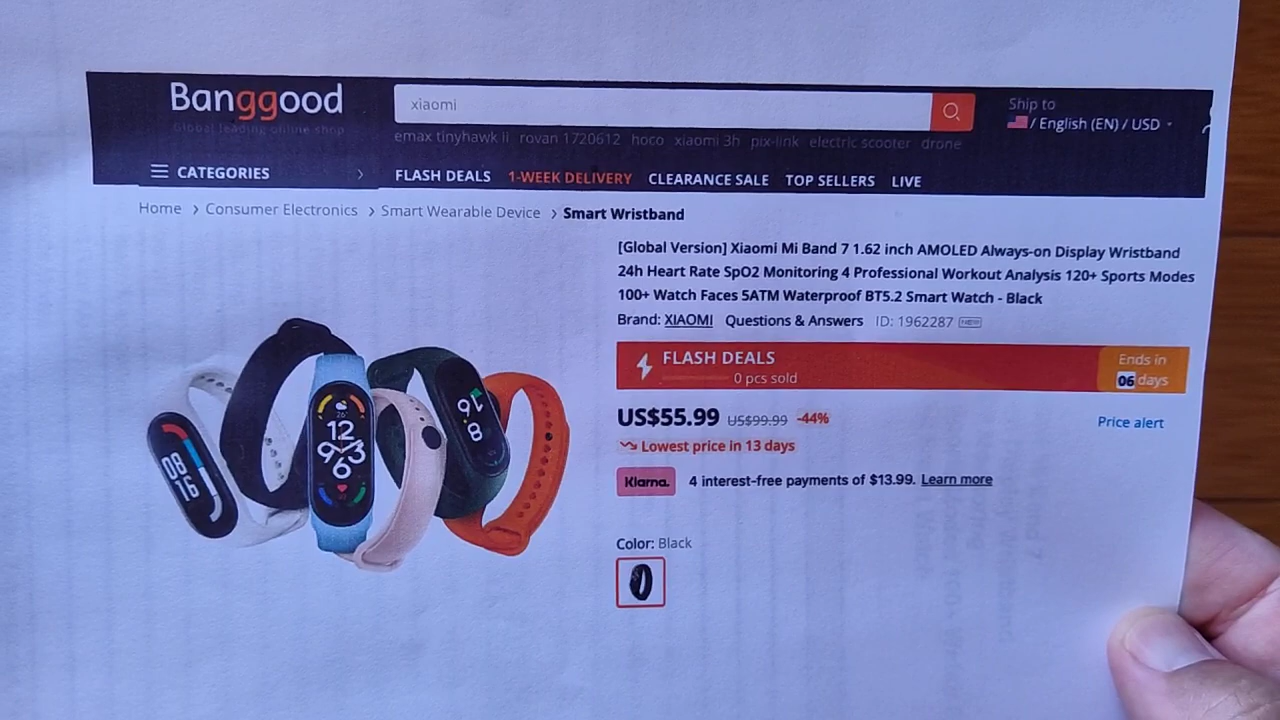 Banggood
Global leading online shop
xiaomi
Ship to
/ English (EN) / USD
emax tinyhawk ii rovan 1720612 hoco xiaomi 3h pix-link electric scooter drone
CATEGORIES
FLASH DEALS 1-WEEK DELIVERY CLEARANCE SALE TOP SELLERS LIVE
Home > Consumer Electronics > Smart Wearable Device > Smart Wristband
[Global Version] Xiaomi Mi Band 7 1.62 inch AMOLED Always-on Display Wristband
24h Heart Rate SpO2 Monitoring 4 Professional Workout Analysis 120+ Sports Modes
100+ Watch Faces 5ATM Waterproof BT5.2 Smart Watch - Black
Brand: XIAOMI Questions & Answers ID: 1962287 NEW
FLASH DEALS
0 pcs sold
Ends in
06 days
US$55.99 US$99.99 -44%
Price alert
Lowest price in 13 days
Klarna. 4 interest-free payments of $13.99. Learn more
Color: Black
08
16
26°
12
9 3
6